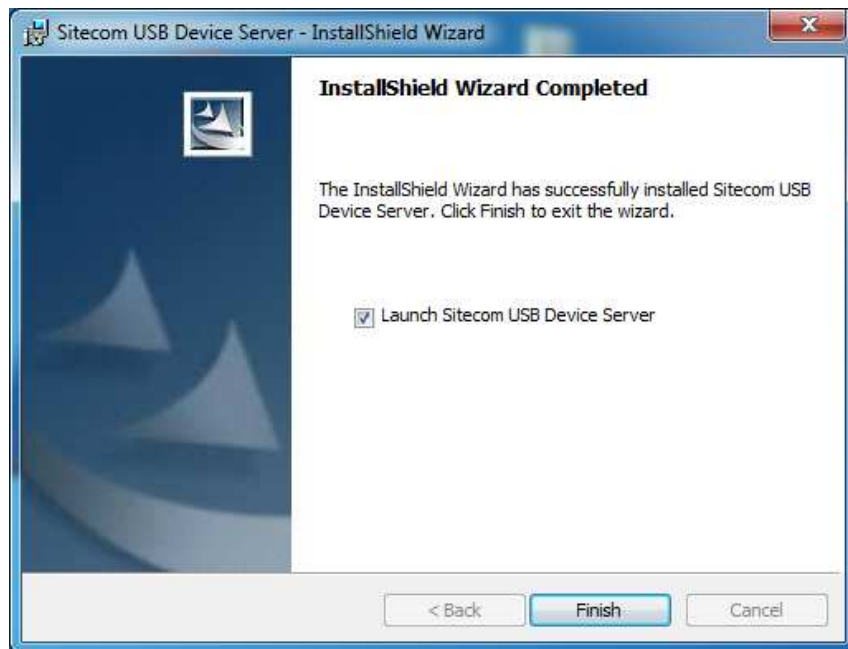 Sitecom USB Device Server - InstallShield Wizard
InstallShield Wizard Completed
The InstallShield Wizard has successfully installed Sitecom USB
Device Server. Click Finish to exit the wizard.
Launch Sitecom USB Device Server
< Back
Finish
Cancel